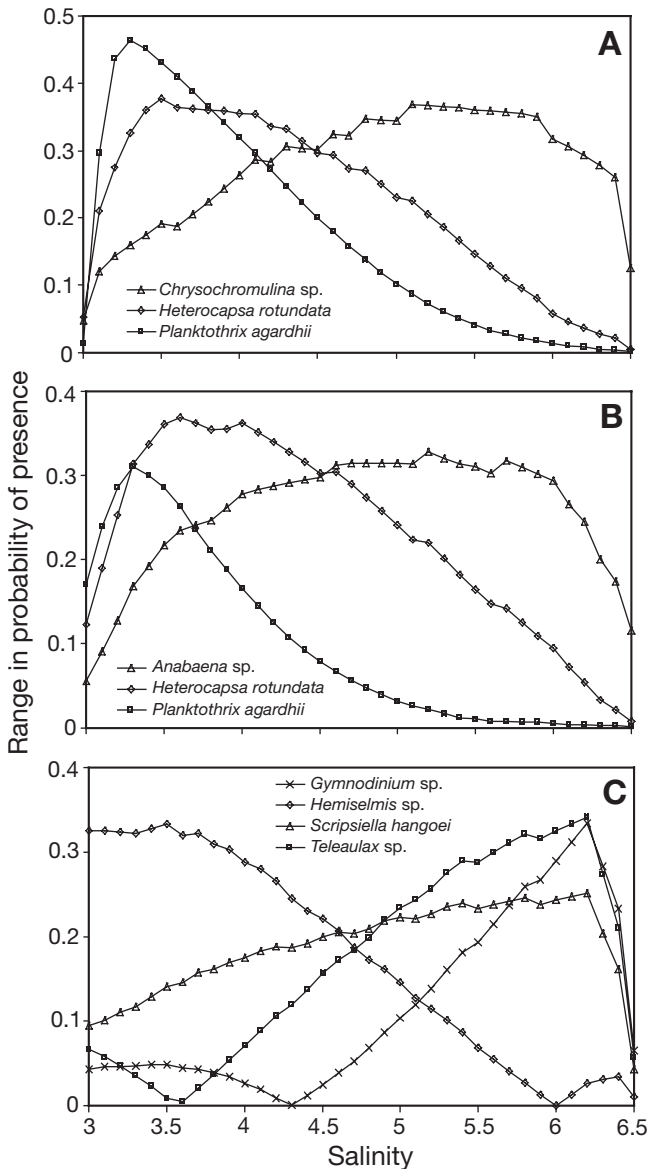 0.5
A
0.4
0.3
0.2
0.1
0
Chrysochromulina sp.
Heterocapsa rotundata
Planktothrix agardhii
Range in probability of presence
0.4
B
0.3
0.2
0.1
0
Anabaena sp.
Heterocapsa rotundata
Planktothrix agardhii
0.4
C
0.3
0.2
0.1
0
Gymnodinium sp.
Hemiselmis sp.
Scripsiella hangoei
Teleaulax sp.
3 3.5 4 4.5 5 5.5 6 6.5
Salinity